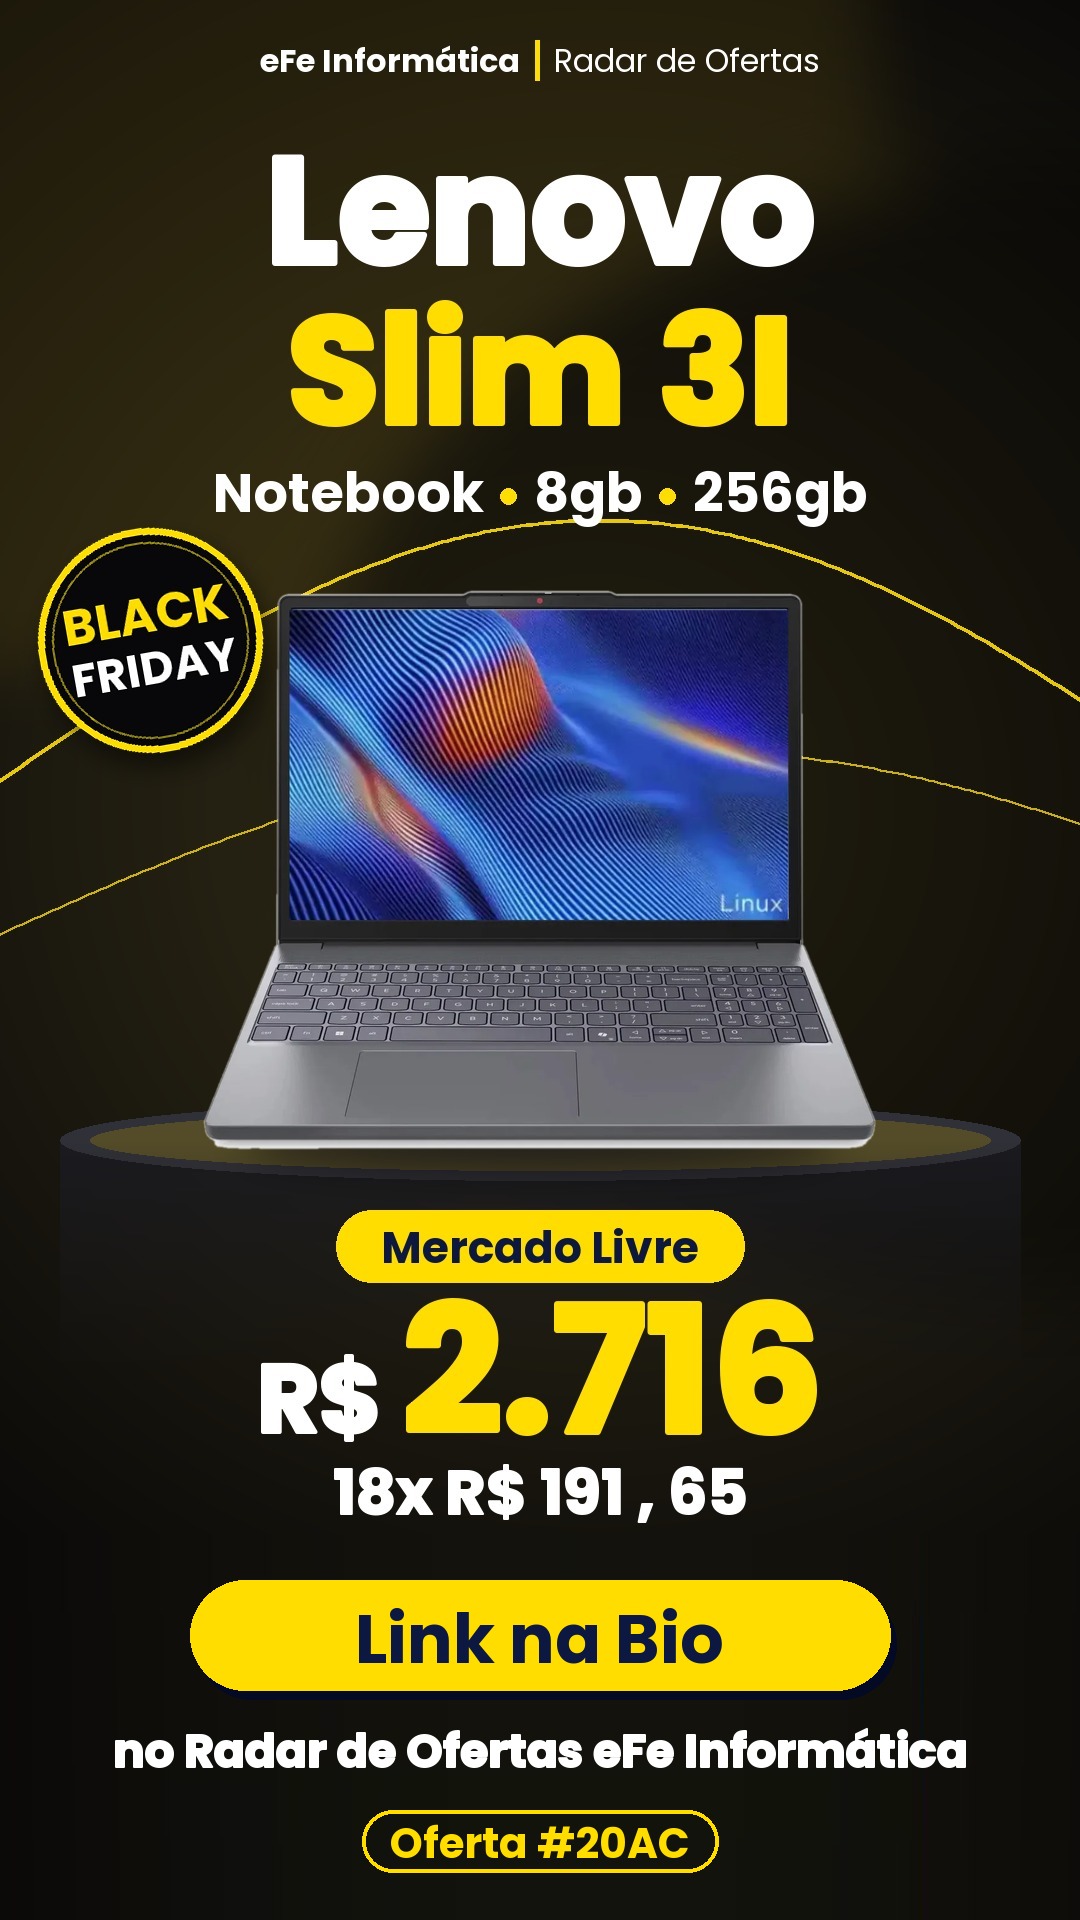 eFe Informática | Radar de Ofertas
Lenovo
Slim 3I
Notebook • 8gb • 256gb
BLACK
FRIDAY
Linux
Mercado Livre
R$ 2.716
18x R$ 191 , 65
Link na Bio
no Radar de Ofertas eFe Informática
Oferta #20AC